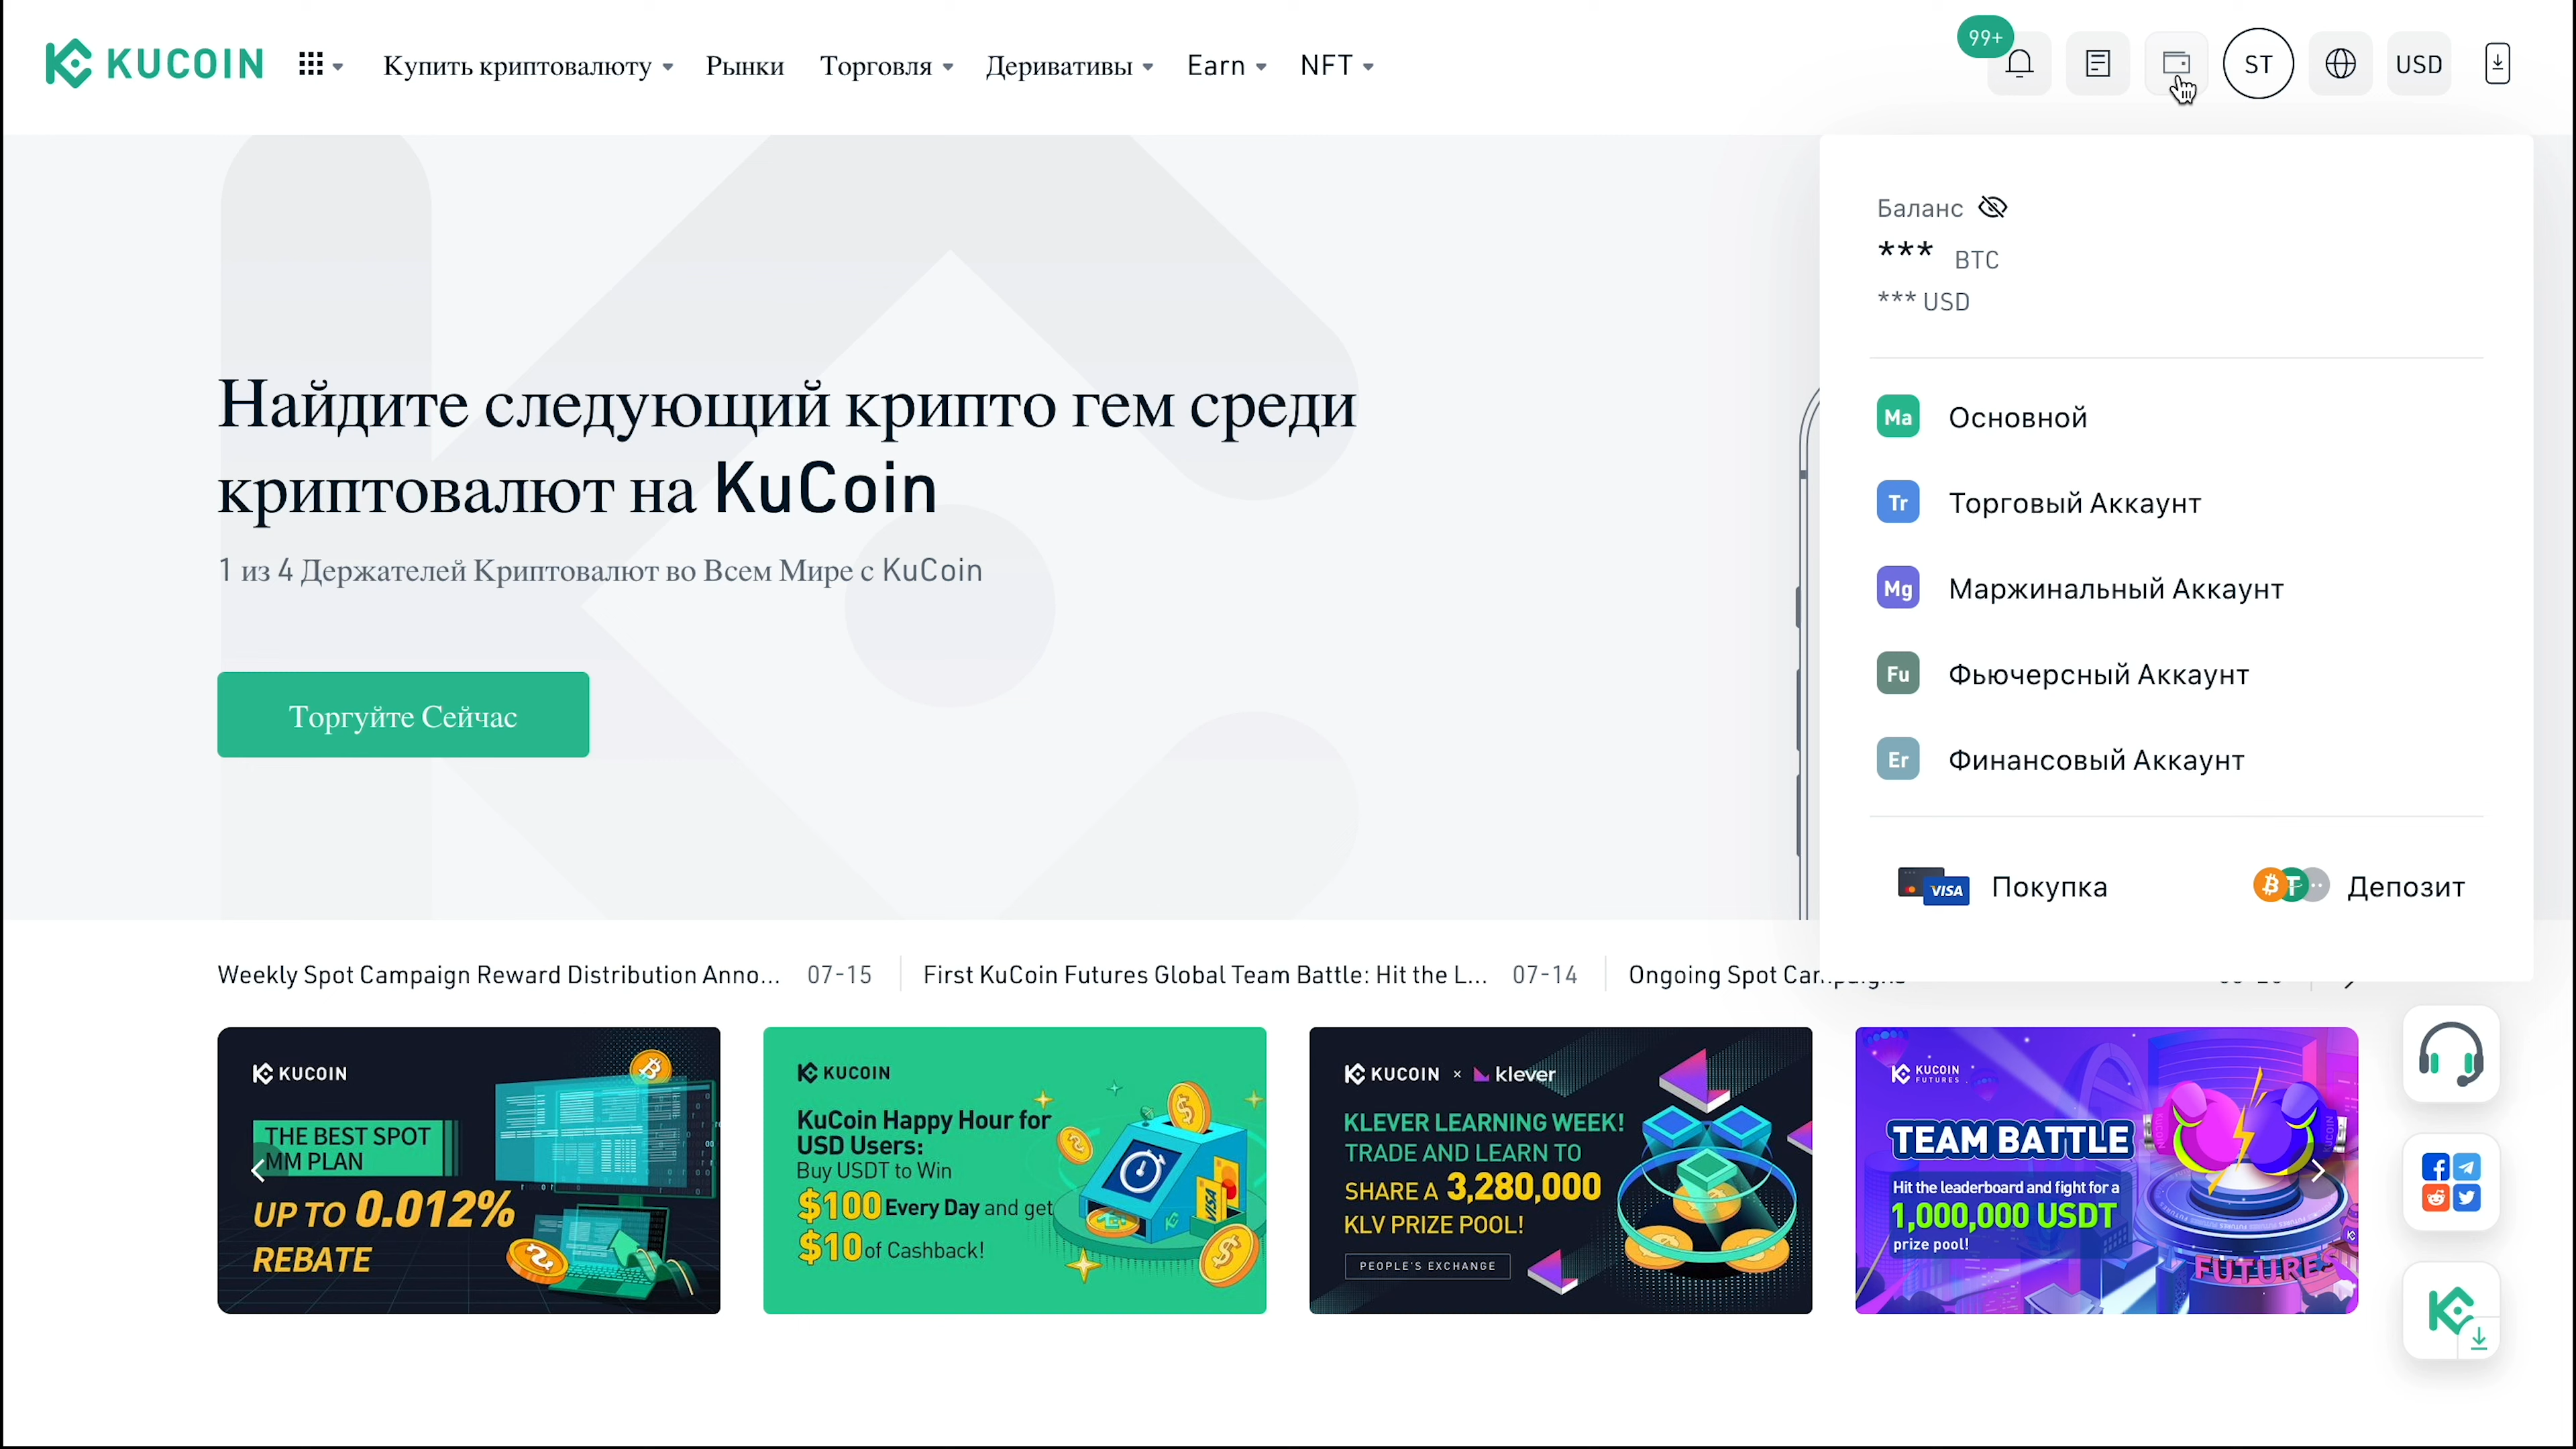 KUCOIN Купить криптовалюту Рынки Торговля Деривативы Earn NFT 99+ ST USD
Баланс
*** BTC
*** USD
Ma Основной
Tr Торговый Аккаунт
Mg Маржинальный Аккаунт
Fu Фьючерсный Аккаунт
Er Финансовый Аккаунт
VISA Покупка Депозит
Найдите следующий крипто гем среди
криптовалют на KuCoin
1 из 4 Держателей Криптовалют во Всем Мире с KuCoin
Торгуйте Сейчас
Weekly Spot Campaign Reward Distribution Anno... 07-15 First KuCoin Futures Global Team Battle: Hit the L... 07-14 Ongoing Spot Campaigns
KUCOIN
THE BEST SPOT
MM PLAN
UP TO 0.012%
REBATE
KUCOIN
KuCoin Happy Hour for
USD Users:
Buy USDT to Win
$100 Every Day and get
$10 of Cashback!
VISA
KUCOIN × klever
KLEVER LEARNING WEEK!
TRADE AND LEARN TO
SHARE A 3,280,000
KLV PRIZE POOL!
PEOPLE'S EXCHANGE
KUCOIN
FUTURES
TEAM BATTLE
Hit the leaderboard and fight for a
1,000,000 USDT
prize pool!
FUTURES